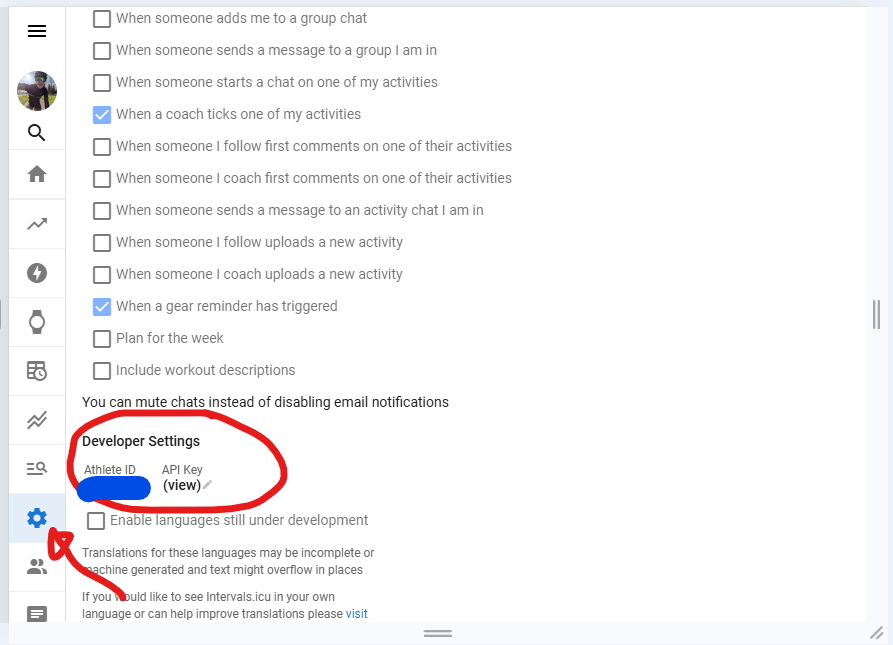 When someone adds me to a group chat
When someone sends a message to a group I am in
When someone starts a chat on one of my activities
When a coach ticks one of my activities
When someone I follow first comments on one of their activities
When someone I coach first comments on one of their activities
When someone sends a message to an activity chat I am in
When someone I follow uploads a new activity
When someone I coach uploads a new activity
When a gear reminder has triggered
Plan for the week
Include workout descriptions
You can mute chats instead of disabling email notifications
Developer Settings
Athlete ID API Key
(view)
Enable languages still under development
Translations for these languages may be incomplete or
machine generated and text might overflow in places
If you would like to see Intervals.icu in your own
language or can help improve translations please visit